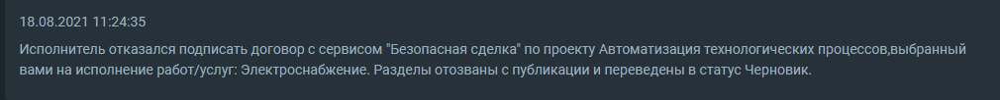 18.08.2021 11:24:35
Исполнитель отказался подписать договор с сервисом "Безопасная сделка" по проекту Автоматизация технологических процессов,выбранный
вами на исполнение работ/услуг: Электроснабжение. Разделы отозваны с публикации и переведены в статус Черновик.